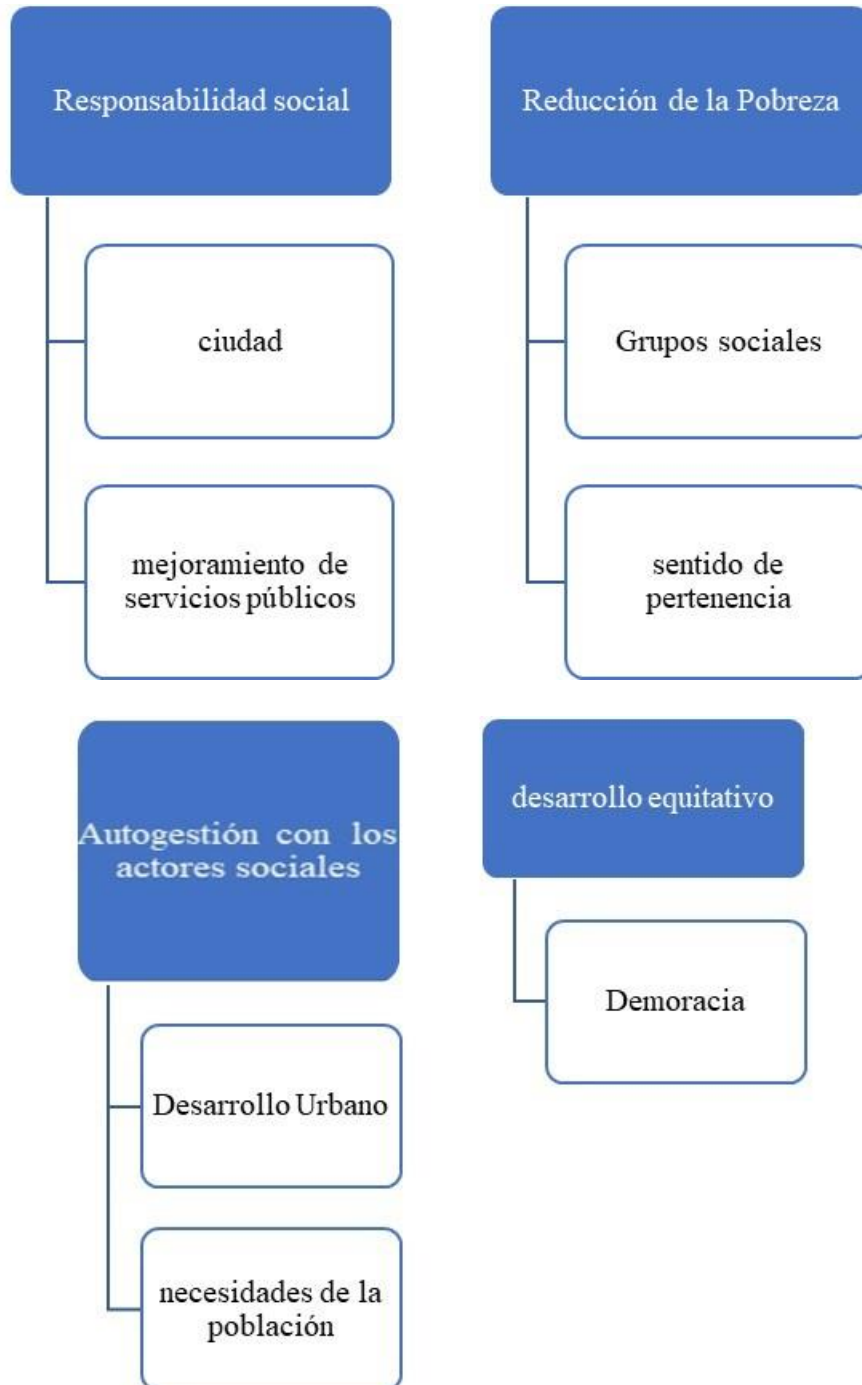 Responsabilidad social
ciudad
mejoramiento de
servicios públicos
Reducción de la Pobreza
Grupos sociales
sentido de
pertenencia
Autogestión con los
actores sociales
Desarrollo Urbano
necesidades de la
población
desarrollo equitativo
Demoracia